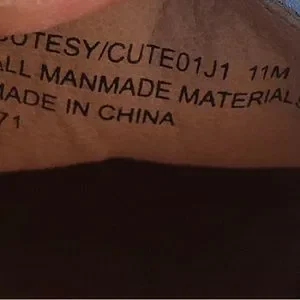 CUTESY/CUTE01J1 11M
ALL MANMADE MATERIALS
MADE IN CHINA
71